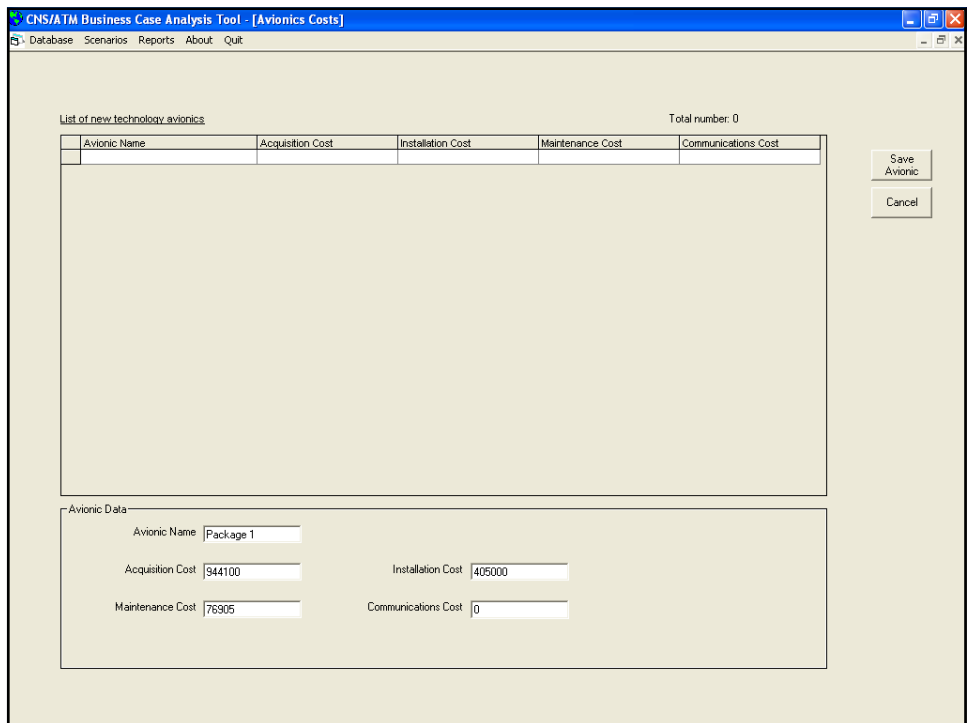 CNS/ATM Business Case Analysis Tool - [Avionics Costs]
Database Scenarios Reports About Quit
List of new technology avionics Total number: 0
Avionic Name Acquisition Cost Installation Cost Maintenance Cost Communications Cost
Save
Avionic
Cancel
Avionic Data
Avionic Name Package 1
Acquisition Cost 944100 Installation Cost 405000
Maintenance Cost 76905 Communications Cost 0